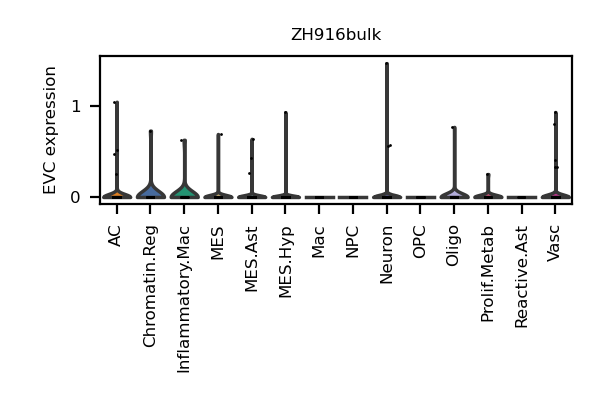 ZH916bulk
EVC expression
1
0
AC
Chromatin.Reg
Inflammatory.Mac
MES
MES.Ast
MES.Hyp
Mac
NPC
Neuron
OPC
Oligo
Prolif.Metab
Reactive.Ast
Vasc